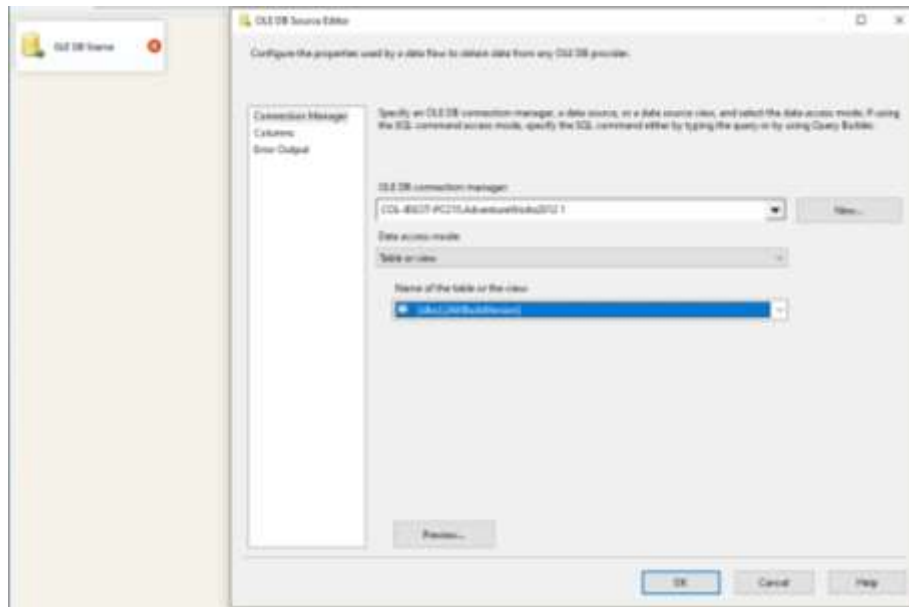 OLE DB Source
OLE DB Source Editor
Configure the properties used by a data flow to obtain data from any OLE DB provider.
Connection Manager
Columns
Error Output
Specify an OLE DB connection manager, a data source, or a data source view, and select the data access mode. If using
the SQL command access mode, specify the SQL command either by typing the query or by using Query Builder.
OLE DB connection manager:
AdventureWorks2012 1
New...
Data access mode:
Table or view
Name of the table or the view:
Preview...
OK
Cancel
Help